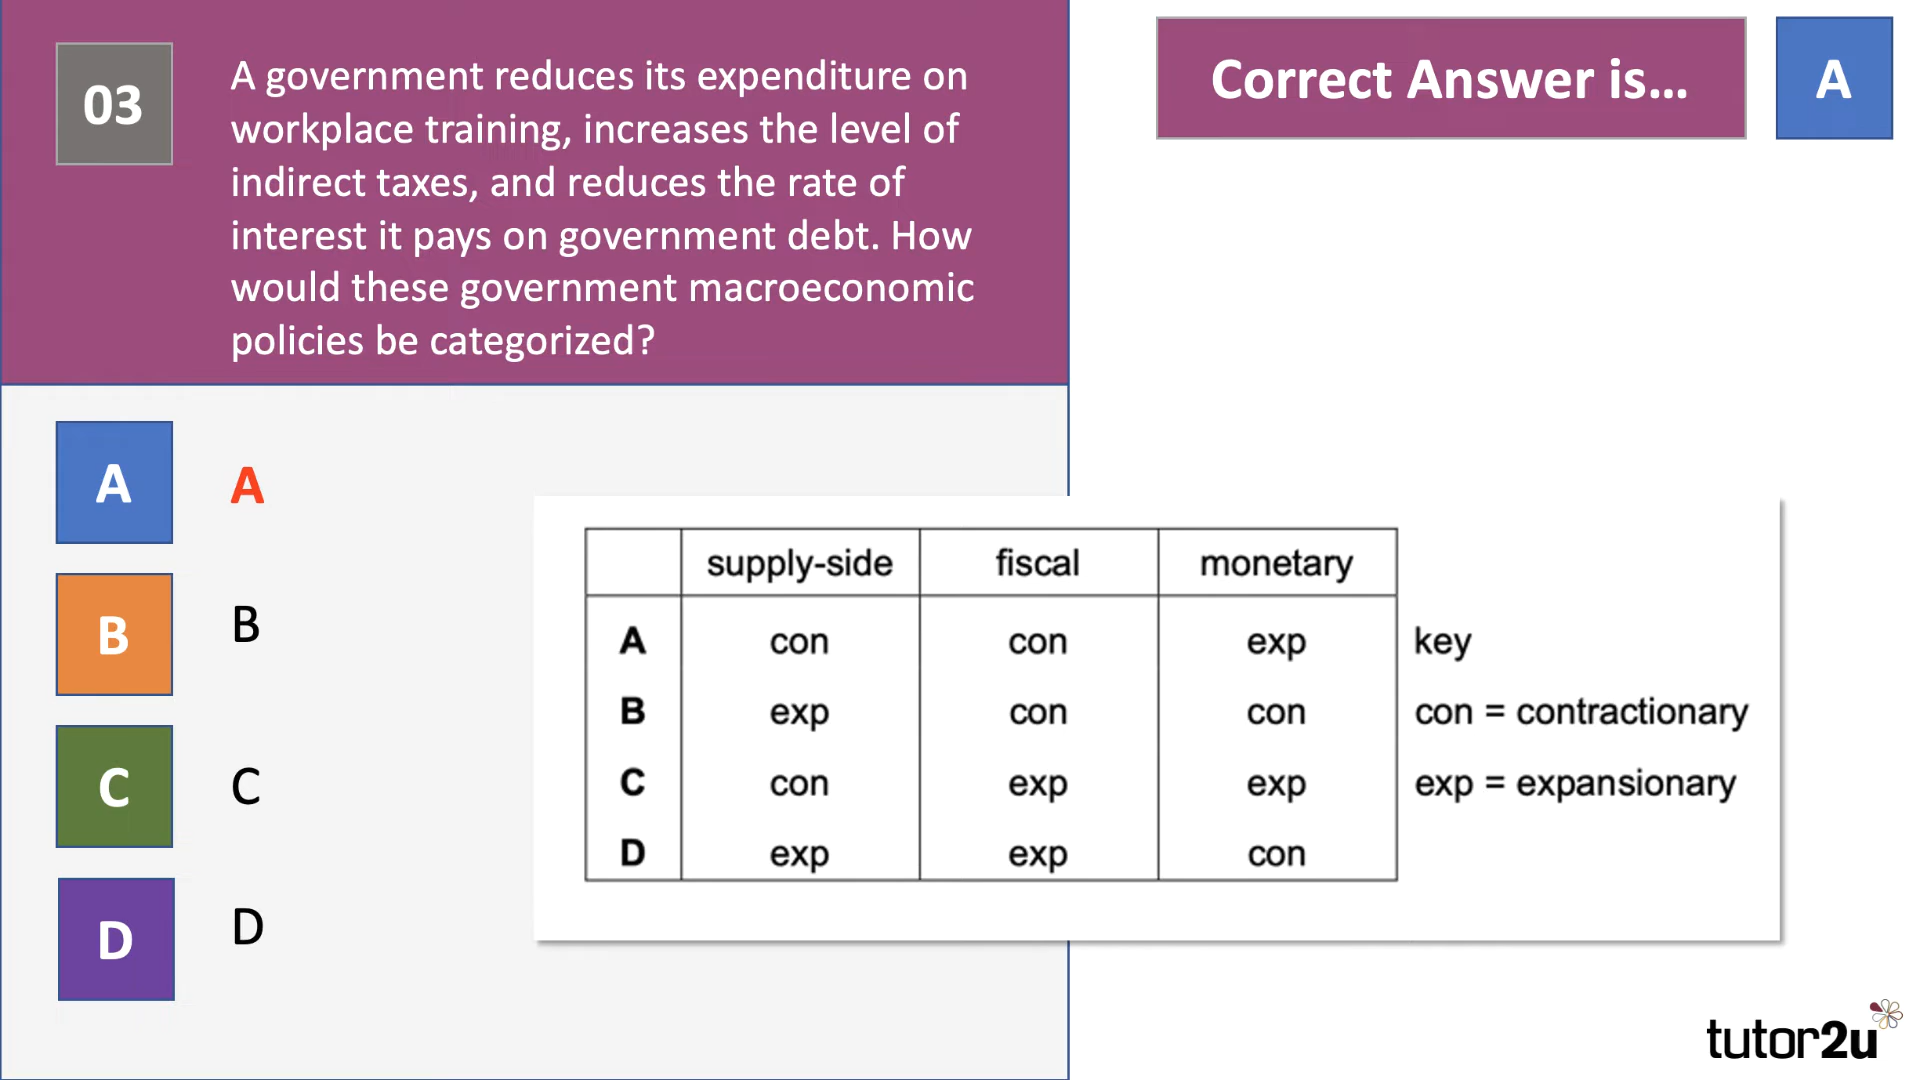 03
A government reduces its expenditure on
workplace training, increases the level of
indirect taxes, and reduces the rate of
interest it pays on government debt. How
would these government macroeconomic
policies be categorized?
Correct Answer is...
A
A A
B B
C C
D D
supply-side fiscal monetary
A con con exp key
B exp con con con = contractionary
C con exp exp exp = expansionary
D exp exp con
tutor2u